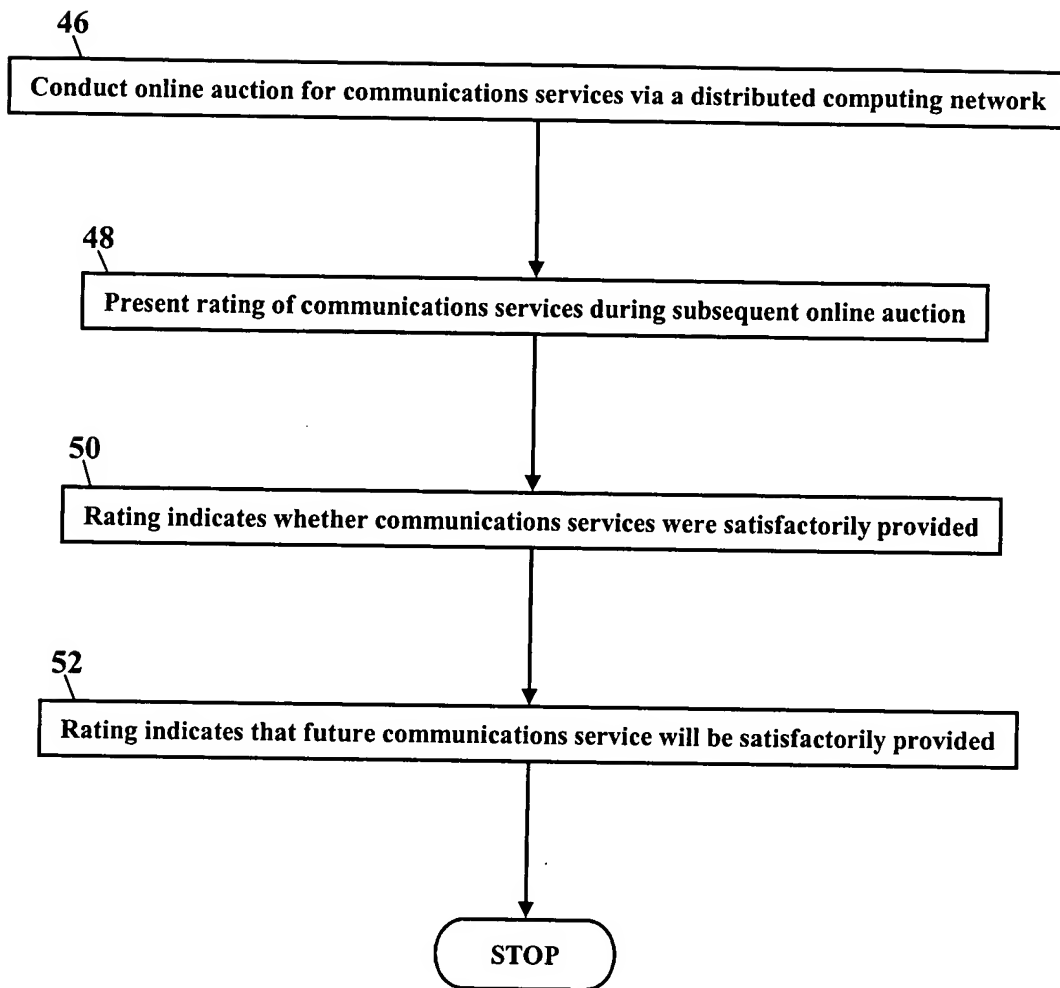 46
Conduct online auction for communications services via a distributed computing network
48
Present rating of communications services during subsequent online auction
50
Rating indicates whether communications services were satisfactorily provided
52
Rating indicates that future communications service will be satisfactorily provided
STOP